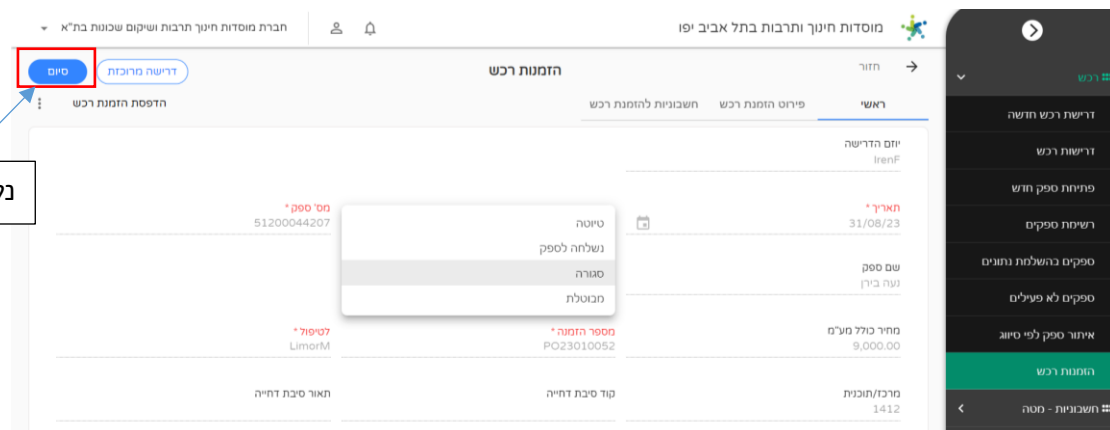 מוסדות חינוך ותרבות בתל אביב יפו
חברת מוסדות חינוך תרבות ושיקום שכונות בת"א
רכש
דרישת רכש חדשה
דרישות רכש
פתיחת ספק חדש
רשימת ספקים
ספקים בהשלמת נתונים
ספקים לא פעילים
איתור ספק לפי סיווג
הזמנות רכש
חשבוניות - מטה
חזור
הזמנות רכש
דרישה מרוכזת
סיום
ראשי
פירוט הזמנת רכש
חשבוניות להזמנת רכש
הדפסת הזמנת רכש
יוזם הדרישה
IrenF
תאריך *
31/08/23
מס' ספק *
51200044207
טיוטה
נשלחה לספק
סגורה
מבוטלת
שם ספק
נעה בירן
מחיר כולל מע"מ
9,000.00
מספר הזמנה *
PO23010052
לטיפול *
LimorM
מרכז/תוכנית
1412
קוד סיבת דחייה
תאור סיבת דחייה